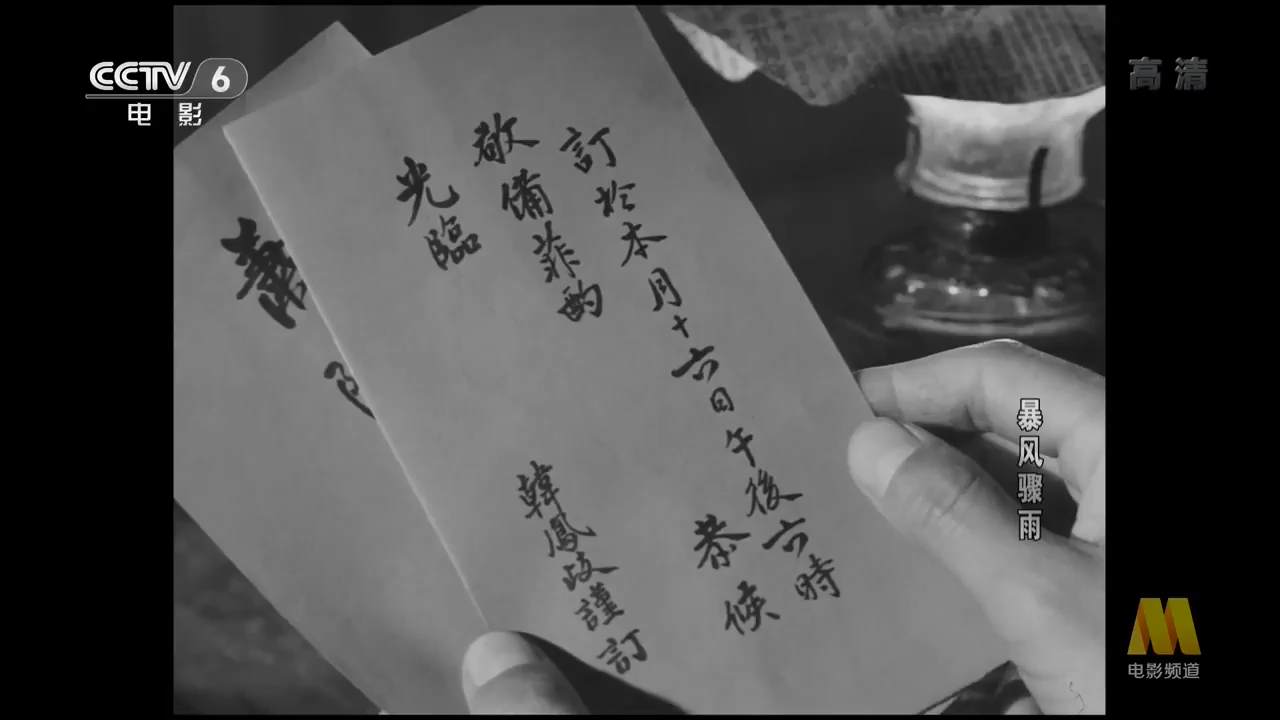 CCTV 6
电影
高清
訂於本月十六日午後六時
敬備菲酌 恭候
光臨
韓鳳岐謹訂
蕭
暴风骤雨
电影频道